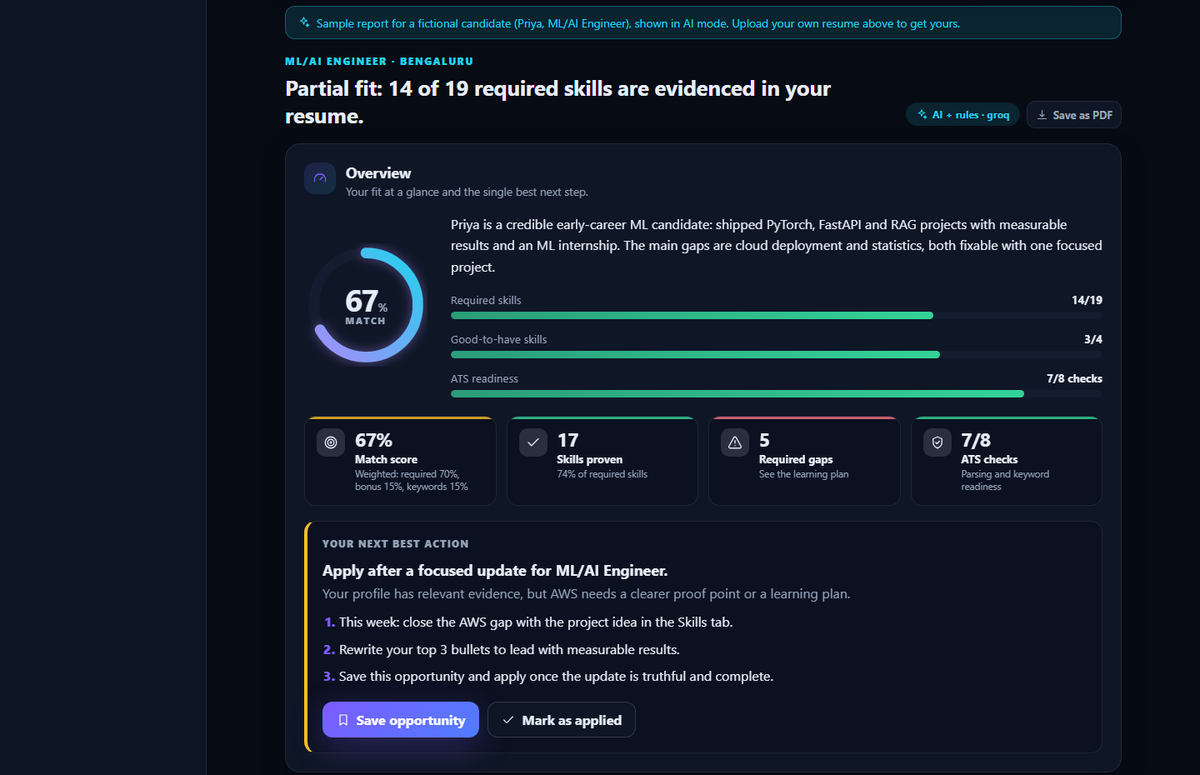 Sample report for a fictional candidate (Priya, ML/AI Engineer), shown in AI mode. Upload your own resume above to get yours.
ML/AI ENGINEER · BENGALURU
Partial fit: 14 of 19 required skills are evidenced in your
resume.
AI + rules · groq
Save as PDF
Overview
Your fit at a glance and the single best next step.
67%
MATCH
Priya is a credible early-career ML candidate: shipped PyTorch, FastAPI and RAG projects with measurable
results and an ML internship. The main gaps are cloud deployment and statistics, both fixable with one focused
project.
Required skills 14/19
Good-to-have skills 3/4
ATS readiness 7/8 checks
67%
Match score
Weighted: required 70%,
bonus 15%, keywords 15%
17
Skills proven
74% of required skills
5
Required gaps
See the learning plan
7/8
ATS checks
Parsing and keyword
readiness
YOUR NEXT BEST ACTION
Apply after a focused update for ML/AI Engineer.
Your profile has relevant evidence, but AWS needs a clearer proof point or a learning plan.
1. This week: close the AWS gap with the project idea in the Skills tab.
2. Rewrite your top 3 bullets to lead with measurable results.
3. Save this opportunity and apply once the update is truthful and complete.
Save opportunity
Mark as applied